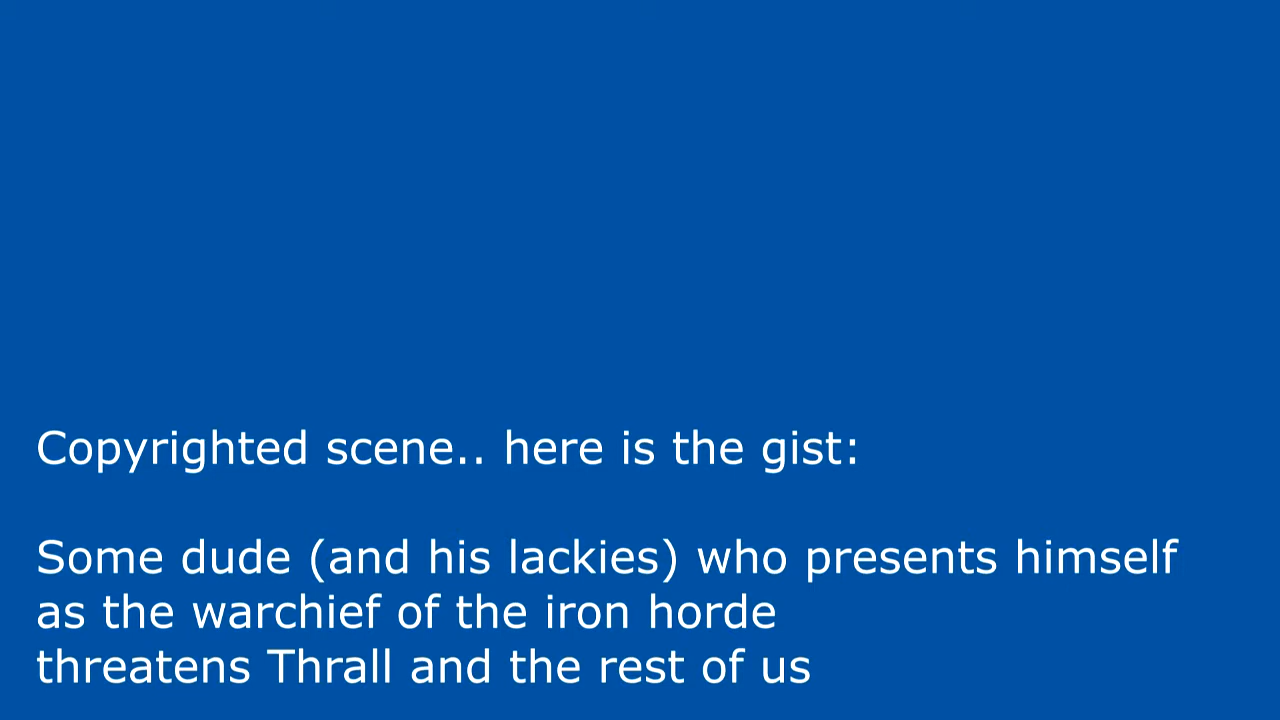 Copyrighted scene.. here is the gist:
Some dude (and his lackies) who presents himself
as the warchief of the iron horde
threatens Thrall and the rest of us